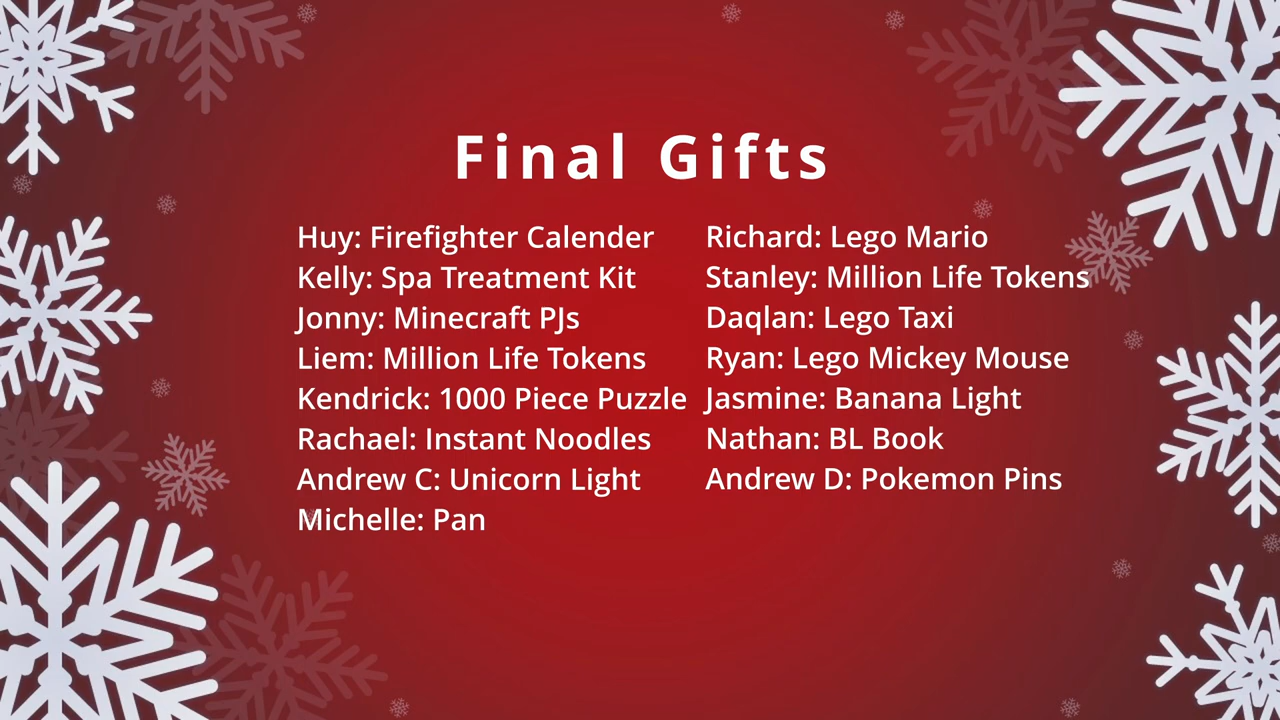 Final Gifts
Huy: Firefighter Calender
Kelly: Spa Treatment Kit
Jonny: Minecraft PJs
Liem: Million Life Tokens
Kendrick: 1000 Piece Puzzle
Rachael: Instant Noodles
Andrew C: Unicorn Light
Michelle: Pan
Richard: Lego Mario
Stanley: Million Life Tokens
Daqlan: Lego Taxi
Ryan: Lego Mickey Mouse
Jasmine: Banana Light
Nathan: BL Book
Andrew D: Pokemon Pins